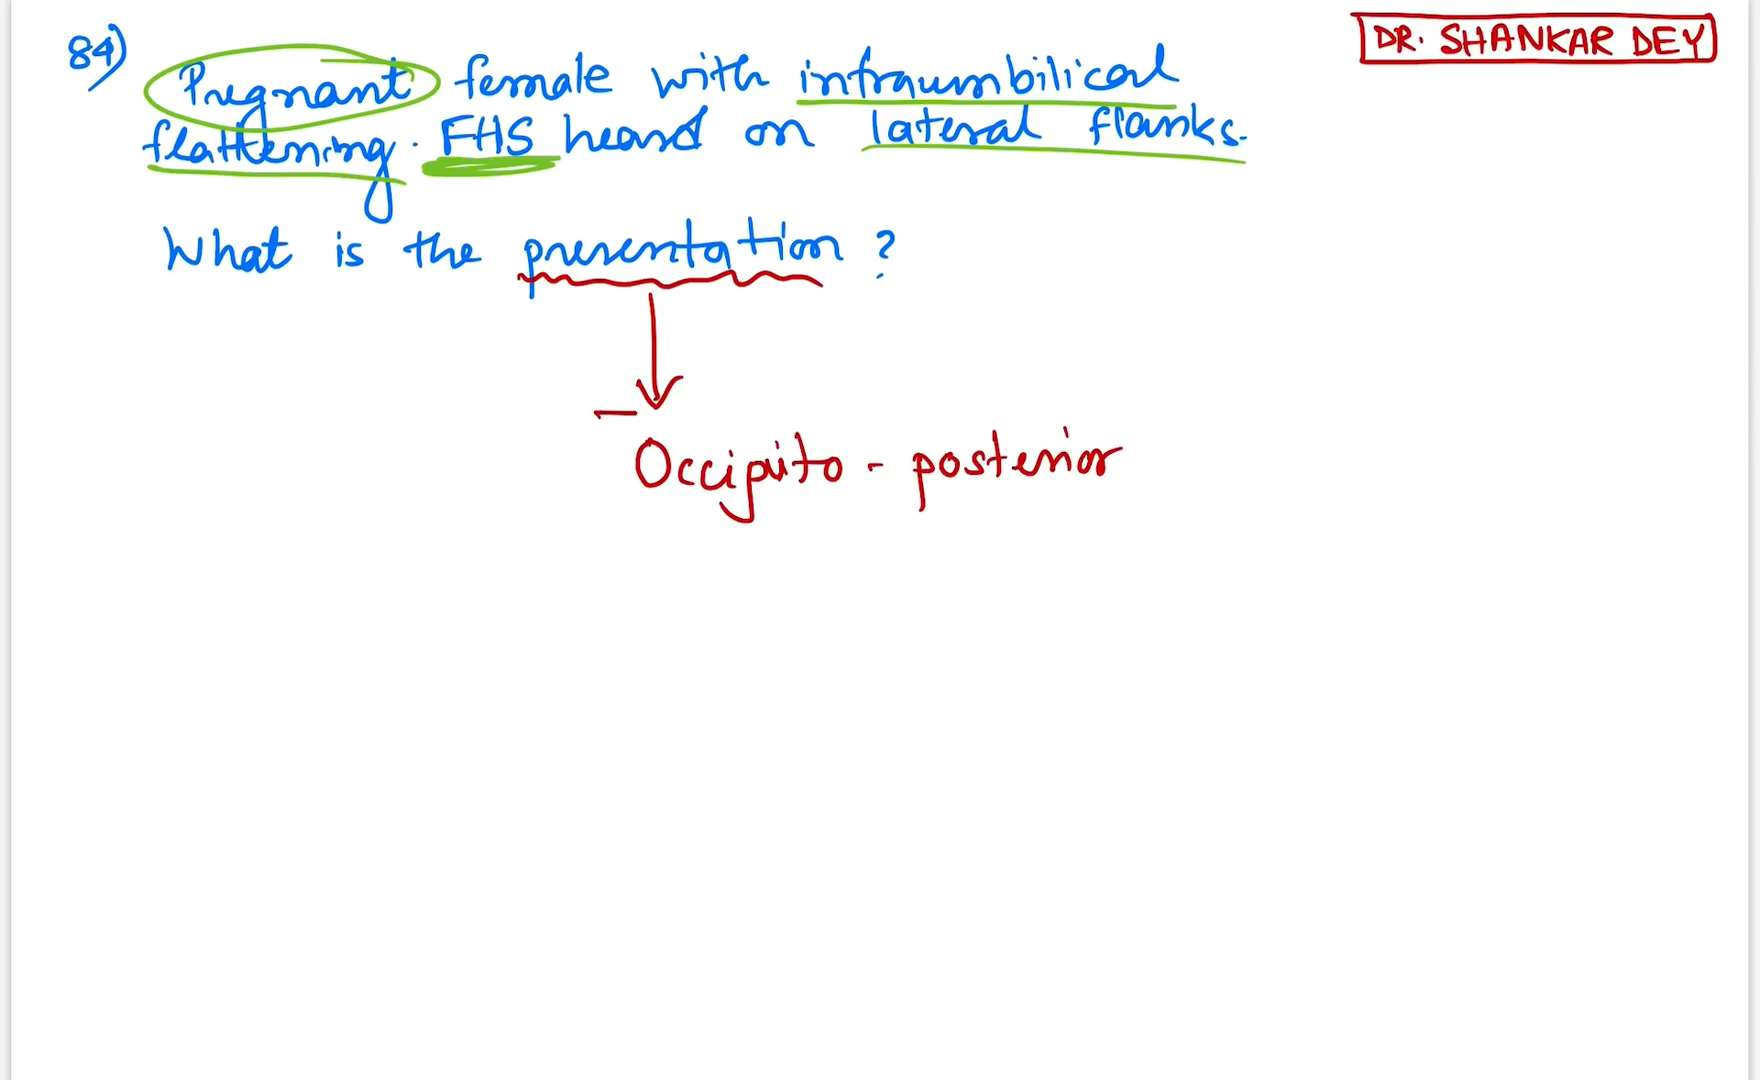 84)
DR. SHANKAR DEY
Pregnant female with infraumbilical
flattening. FHS heard on lateral flanks.
What is the presentation?
Occipito - posterior